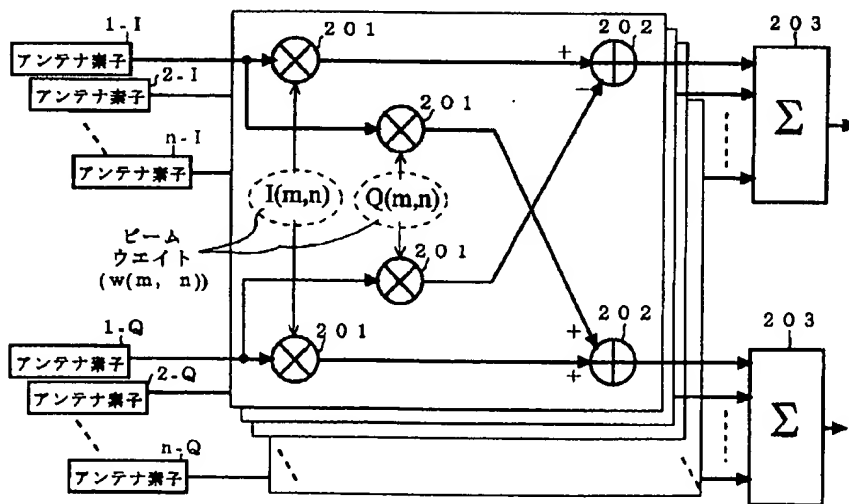 1-I
アンテナ素子
2-I
アンテナ素子
n-I
アンテナ素子
201
202
203
+
−
201
Σ
I(m,n)
Q(m,n)
ビーム
ウエイト
(w(m, n))
201
201
202
203
+
+
1-Q
アンテナ素子
2-Q
アンテナ素子
n-Q
アンテナ素子
Σ